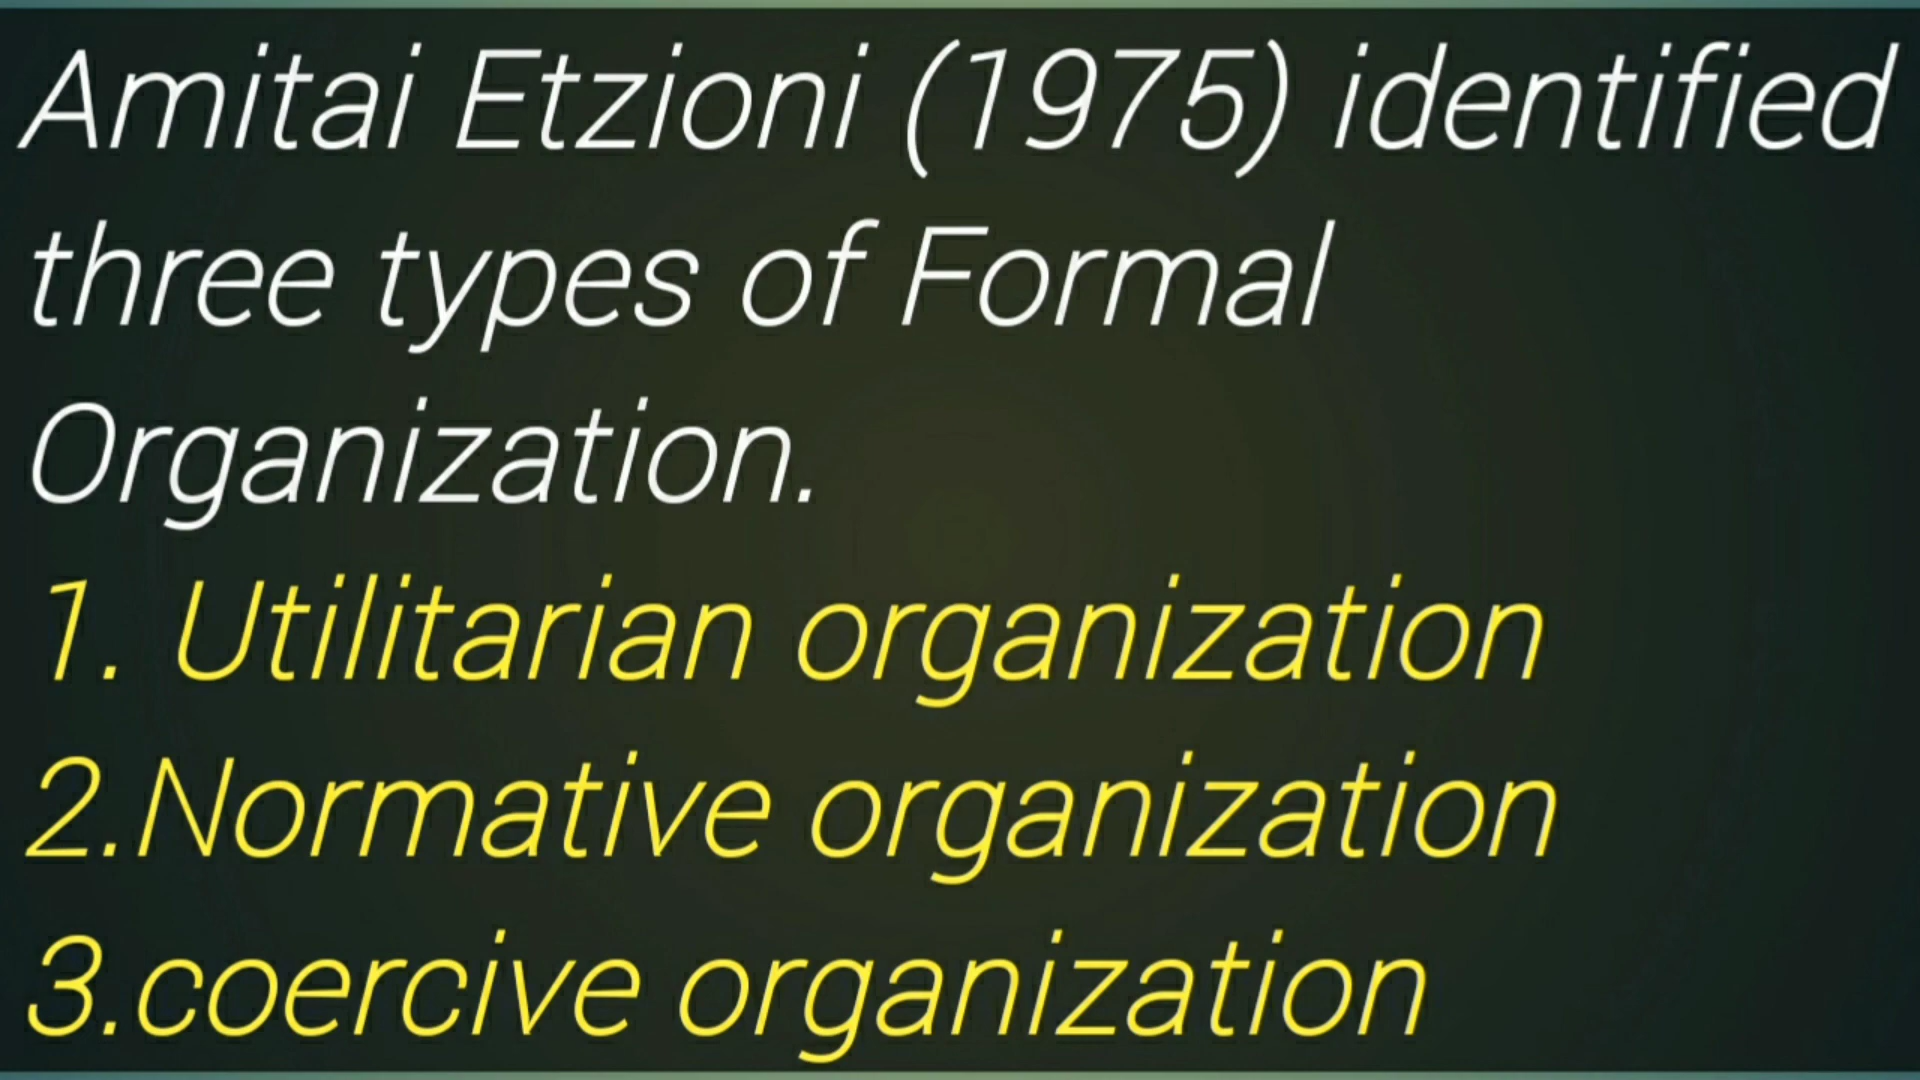 Amitai Etzioni (1975) identified
three types of Formal
Organization.
1. Utilitarian organization
2.Normative organization
3.coercive organization